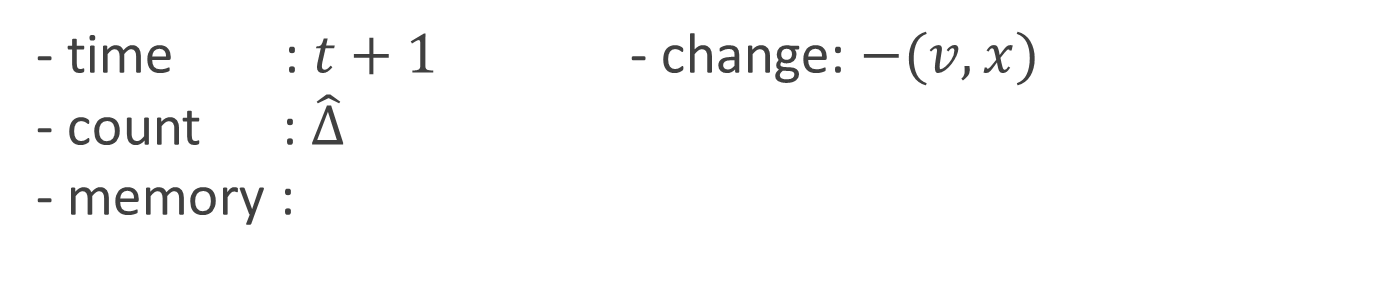 - time : t + 1 - change: −(v, x)
- count : Δ̂
- memory :